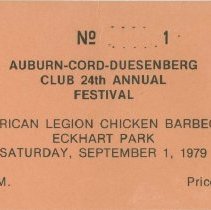 No 1
AUBURN-CORD-DUESENBERG
CLUB 24th ANNUAL
FESTIVAL
RICAN LEGION CHICKEN BARBEC
ECKHART PARK
SATURDAY, SEPTEMBER 1, 1979
M. Price